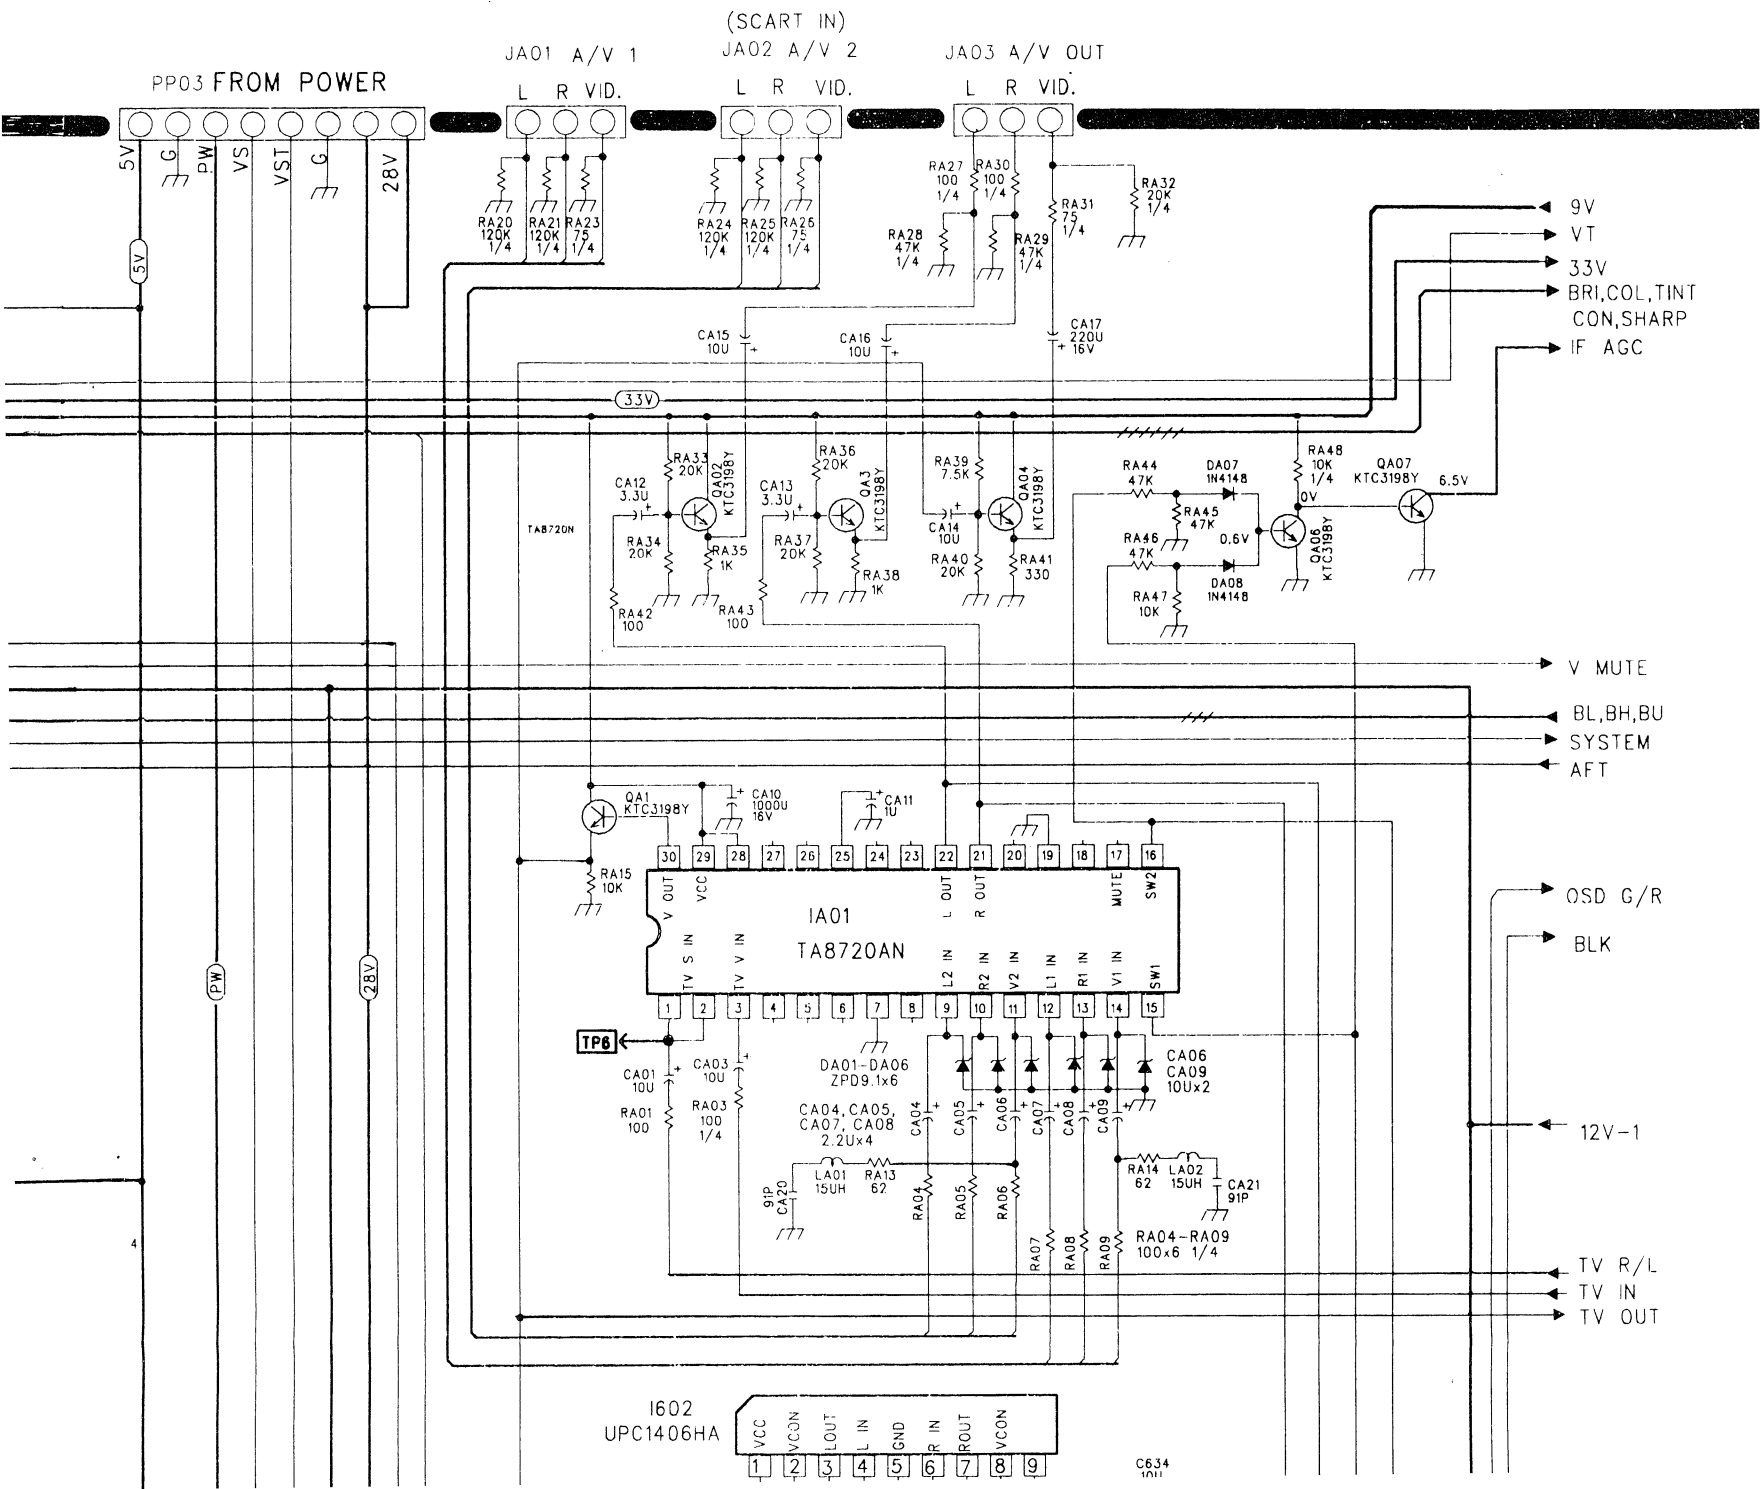 (SCART IN)
JA01 A/V 1
JA02 A/V 2
JA03 A/V OUT
PP03 FROM POWER
L R VID.
L R VID.
L R VID.
5V
G
PW
VS
VST
G
28V
RA20
120K
1/4
RA21
120K
1/4
RA23
75
1/4
RA24
120K
1/4
RA25
120K
1/4
RA26
75
1/4
RA27
100
1/4
RA30
100
1/4
RA28
47K
1/4
RA29
47K
1/4
RA31
75
1/4
RA32
20K
1/4
9V
VT
33V
BRI,COL,TINT
CON,SHARP
IF AGC
5V
CA15
10U
+
CA16
10U
+
CA17
220U
+ 16V
33V
RA33
20K
QA02
KTC3198Y
CA12
3.3U
+
RA34
20K
RA35
1K
RA42
100
TA8720N
RA36
20K
QA3
KTC3198Y
CA13
3.3U
+
RA37
20K
RA38
1K
RA43
100
RA39
7.5K
QA04
KTC3198Y
+
CA14
10U
RA40
20K
RA41
330
RA44
47K
DA07
1N4148
RA45
47K
RA46
47K
0.6V
DA08
1N4148
RA47
10K
RA48
10K
1/4
0V
QA06
KTC3198Y
QA07
KTC3198Y
6.5V
V MUTE
BL,BH,BU
SYSTEM
AFT
QA1
KTC3198Y
+
CA10
1000U
16V
+
CA11
1U
RA15
10K
30 29 28 27 26 25 24 23 22 21 20 19 18 17 16
V OUT
VCC
L OUT
R OUT
MUTE
SW2
IA01
TA8720AN
TV S IN
TV V IN
L2 IN
R2 IN
V2 IN
L1 IN
R1 IN
V1 IN
SW1
1 2 3 4 5 6 7 8 9 10 11 12 13 14 15
OSD G/R
BLK
PW
28V
TP6
CA01
10U
+
CA03
10U
+
RA01
100
RA03
100
1/4
DA01-DA06
ZPD9.1x6
CA06
CA09
10Ux2
CA04, CA05,
CA07, CA08
2.2Ux4
CA04
+
CA05
+
CA06
+
CA07
+
CA08
+
CA09
+
12V-1
LA01
15UH
RA13
62
91P
CA20
RA14
62
LA02
15UH
CA21
91P
RA04
RA05
RA06
RA07
RA08
RA09
RA04-RA09
100x6 1/4
4
TV R/L
TV IN
TV OUT
I602
UPC1406HA
VCC
VCON
LOUT
L IN
GND
R IN
ROUT
VCON
1 2 3 4 5 6 7 8 9
C634
10U